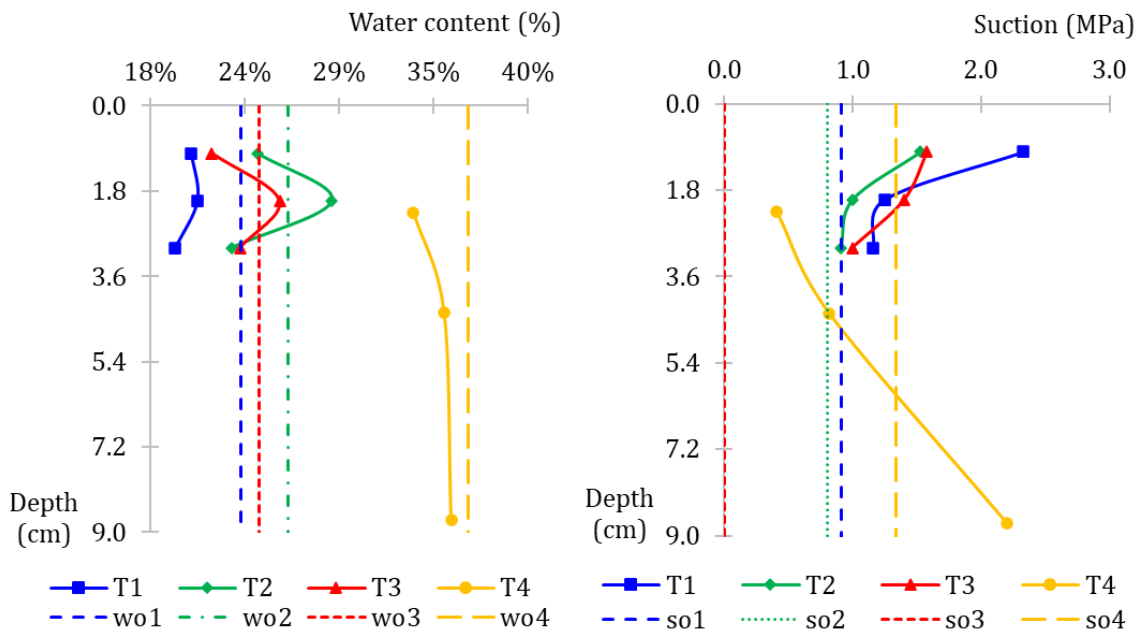 Water content (%)
18% 24% 29% 35% 40%
0.0
1.8
3.6
5.4
7.2
9.0
Depth
(cm)
T1 T2 T3 T4
wo1 wo2 wo3 wo4
Suction (MPa)
0.0 1.0 2.0 3.0
0.0
1.8
3.6
5.4
7.2
9.0
Depth
(cm)
T1 T2 T3 T4
so1 so2 so3 so4